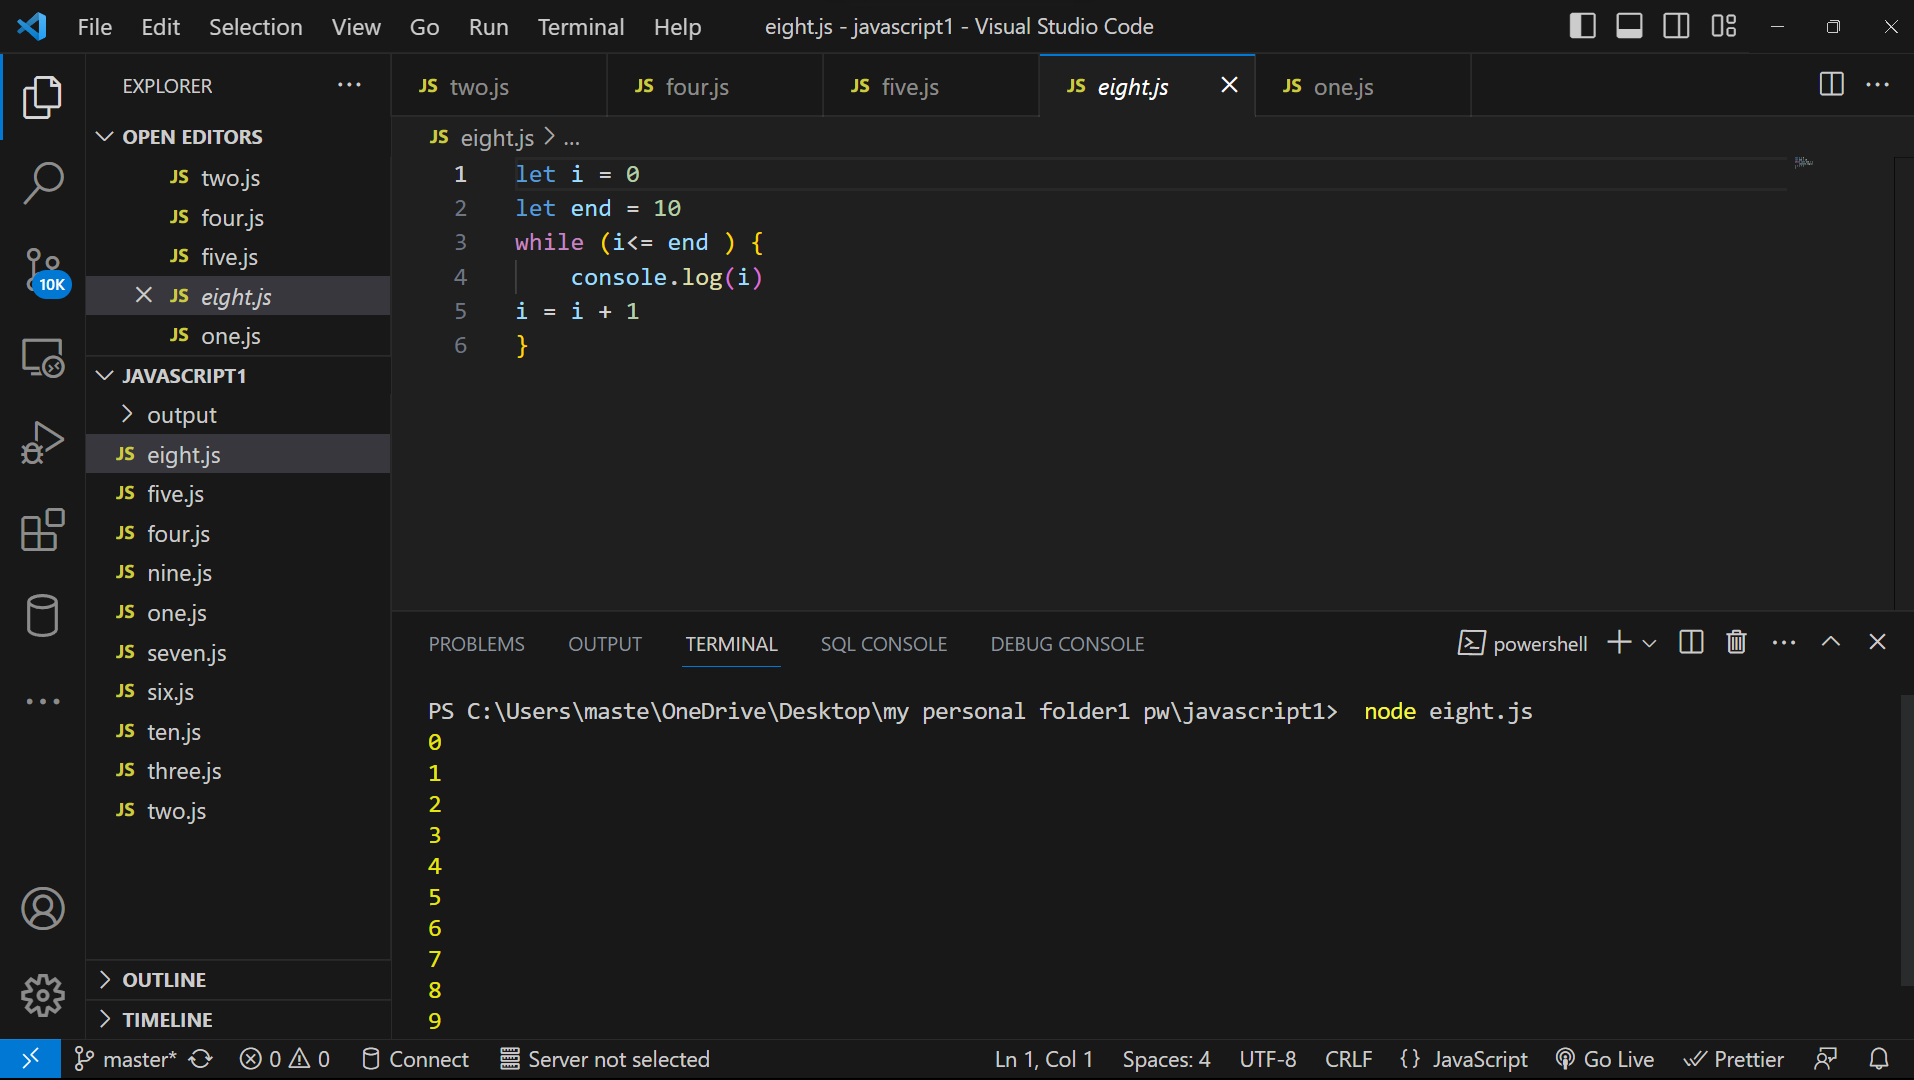 File Edit Selection View Go Run Terminal Help eight.js - javascript1 - Visual Studio Code
EXPLORER
JS two.js JS four.js JS five.js JS eight.js JS one.js
OPEN EDITORS
JS two.js
JS four.js
JS five.js
JS eight.js
JS one.js
10K
JAVASCRIPT1
output
JS eight.js
JS five.js
JS four.js
JS nine.js
JS one.js
JS seven.js
JS six.js
JS ten.js
JS three.js
JS two.js
OUTLINE
TIMELINE
JS eight.js > ...
1 let i = 0
2 let end = 10
3 while (i<= end ) {
4 console.log(i)
5 i = i + 1
6 }
PROBLEMS OUTPUT TERMINAL SQL CONSOLE DEBUG CONSOLE powershell
PS C:\Users\maste\OneDrive\Desktop\my personal folder1 pw\javascript1> node eight.js
0
1
2
3
4
5
6
7
8
9
master* 0 0 Connect Server not selected Ln 1, Col 1 Spaces: 4 UTF-8 CRLF {} JavaScript Go Live Prettier